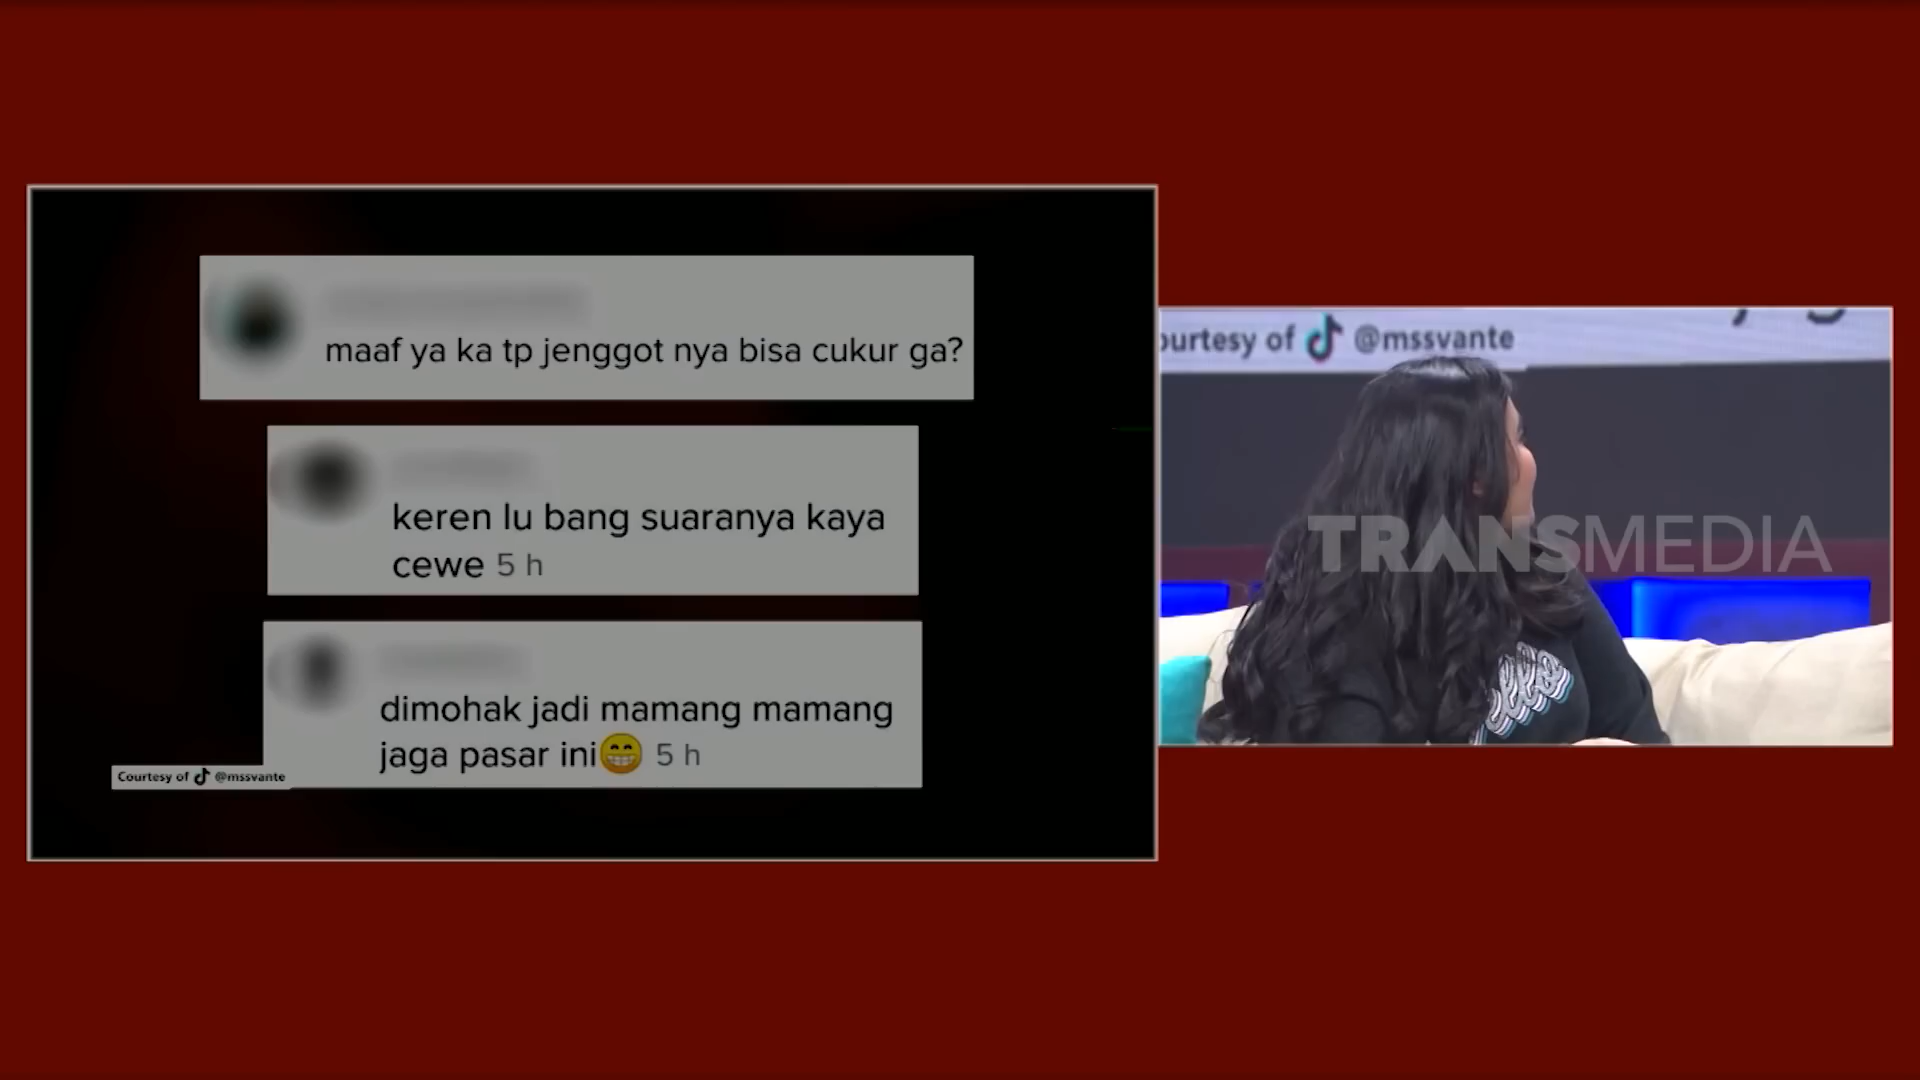 maaf ya ka tp jenggot nya bisa cukur ga?
keren lu bang suaranya kaya
cewe 5 h
dimohak jadi mamang mamang
jaga pasar ini😁 5 h
Courtesy of @mssvante
ourtesy of @mssvante
TRANSMEDIA